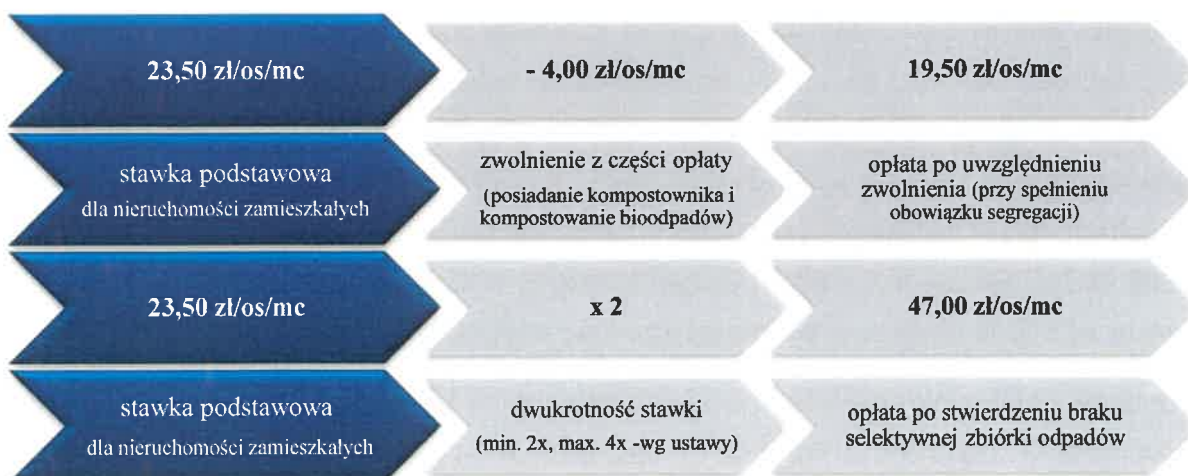 23,50 zł/os/mc
- 4,00 zł/os/mc
19,50 zł/os/mc
stawka podstawowa
dla nieruchomości zamieszkałych
zwolnienie z części opłaty
(posiadanie kompostownika i
kompostowanie bioodpadów)
opłata po uwzględnieniu
zwolnienia (przy spełnieniu
obowiązku segregacji)
23,50 zł/os/mc
x 2
47,00 zł/os/mc
stawka podstawowa
dla nieruchomości zamieszkałych
dwukrotność stawki
(min. 2x, max. 4x -wg ustawy)
opłata po stwierdzeniu braku
selektywnej zbiórki odpadów